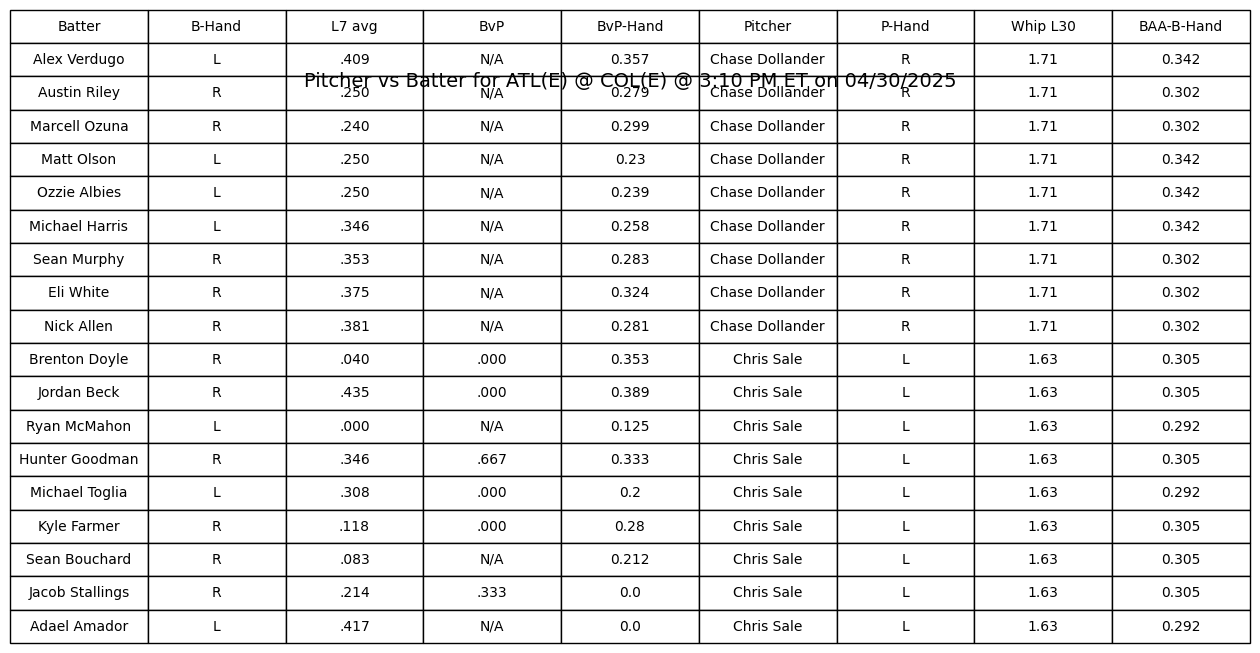 Batter B-Hand L7 avg BvP BvP-Hand Pitcher P-Hand Whip L30 BAA-B-Hand
Alex Verdugo L .409 N/A 0.357 Chase Dollander R 1.71 0.342
Pitcher vs Batter for ATL(E) @ COL(E) @ 3:10 PM ET on 04/30/2025
Austin Riley R .250 N/A 0.279 Chase Dollander R 1.71 0.302
Marcell Ozuna R .240 N/A 0.299 Chase Dollander R 1.71 0.302
Matt Olson L .250 N/A 0.23 Chase Dollander R 1.71 0.342
Ozzie Albies L .250 N/A 0.239 Chase Dollander R 1.71 0.342
Michael Harris L .346 N/A 0.258 Chase Dollander R 1.71 0.342
Sean Murphy R .353 N/A 0.283 Chase Dollander R 1.71 0.302
Eli White R .375 N/A 0.324 Chase Dollander R 1.71 0.302
Nick Allen R .381 N/A 0.281 Chase Dollander R 1.71 0.302
Brenton Doyle R .040 .000 0.353 Chris Sale L 1.63 0.305
Jordan Beck R .435 .000 0.389 Chris Sale L 1.63 0.305
Ryan McMahon L .000 N/A 0.125 Chris Sale L 1.63 0.292
Hunter Goodman R .346 .667 0.333 Chris Sale L 1.63 0.305
Michael Toglia L .308 .000 0.2 Chris Sale L 1.63 0.292
Kyle Farmer R .118 .000 0.28 Chris Sale L 1.63 0.305
Sean Bouchard R .083 N/A 0.212 Chris Sale L 1.63 0.305
Jacob Stallings R .214 .333 0.0 Chris Sale L 1.63 0.305
Adael Amador L .417 N/A 0.0 Chris Sale L 1.63 0.292